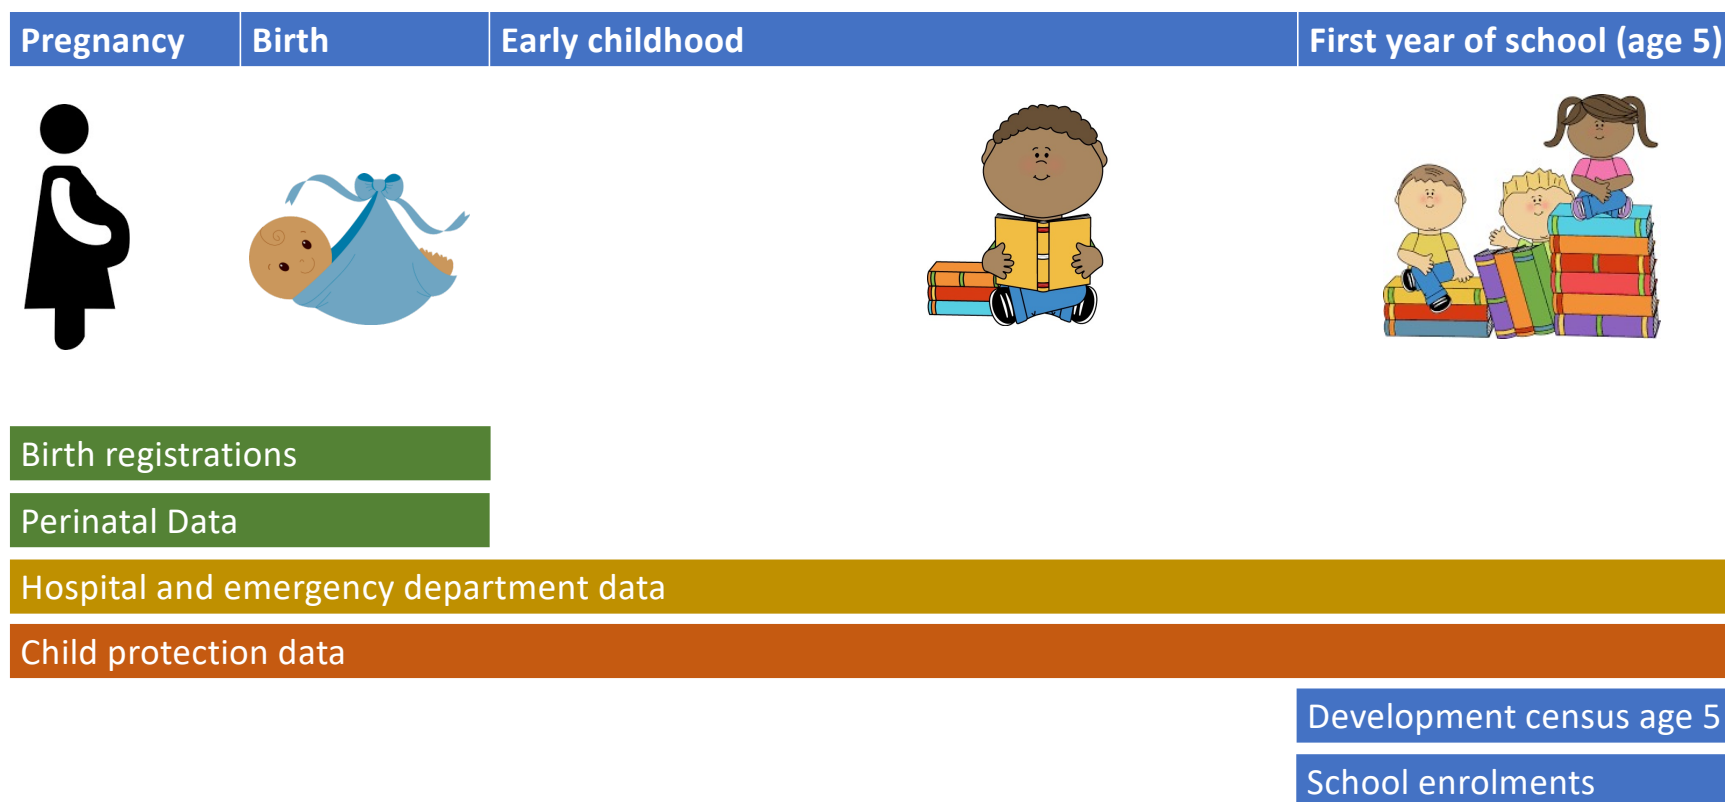 Pregnancy
Birth
Early childhood
First year of school (age 5)
Birth registrations
Perinatal Data
Hospital and emergency department data
Child protection data
Development census age 5
School enrolments